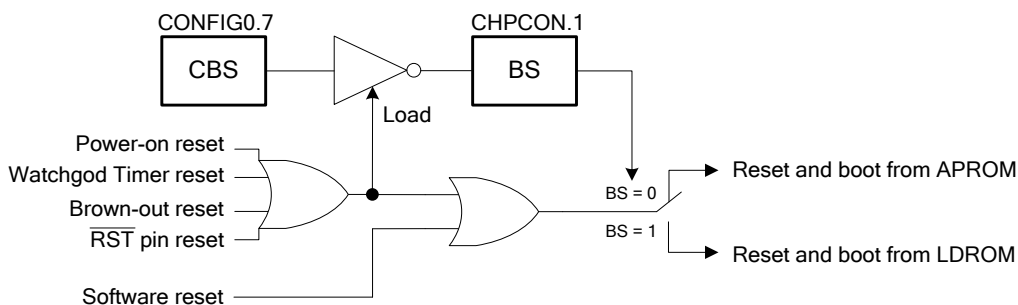 CONFIG0.7
CHPCON.1
CBS
BS
Load
Power-on reset
Watchgod Timer reset
Brown-out reset
RST pin reset
Software reset
BS = 0
BS = 1
Reset and boot from APROM
Reset and boot from LDROM